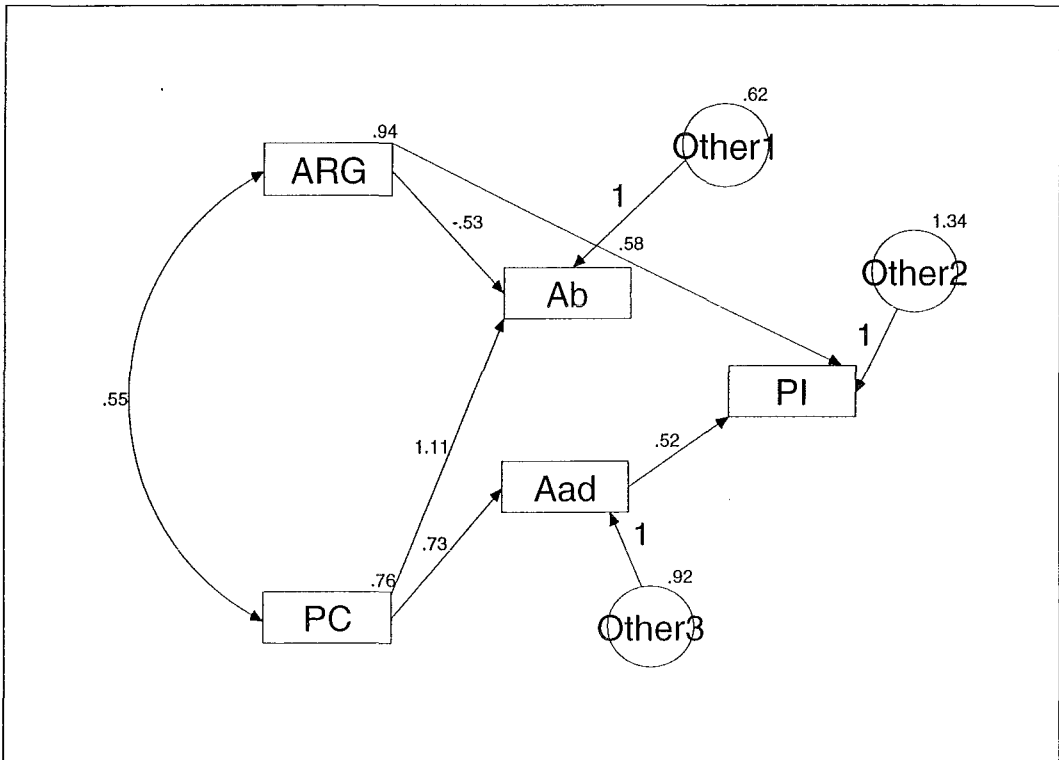 .62
.94
Other1
ARG
1.34
1
-.53
.58
Other2
Ab
1
PI
.55
1.11
.52
Aad
1
.73
.76
.92
PC
Other3